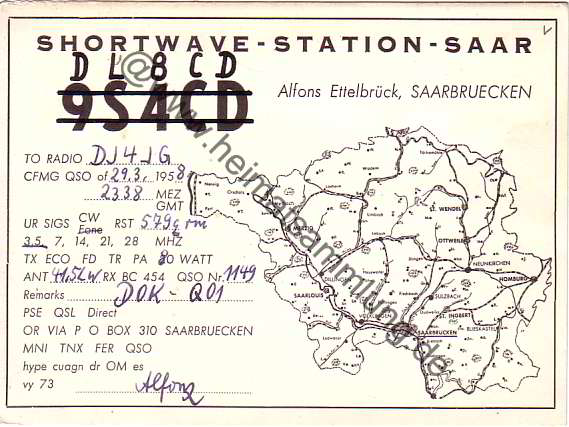 SHORTWAVE-STATION-SAAR
DL8CD
9S4CD
Alfons Ettelbrück, SAARBRUECKEN
TO RADIO DJ4JG
CFMG QSO of 29.3. 1958
2338 MEZ
GMT
UR SIGS CW Fone RST 579g
3,5, 7, 14, 21, 28 MHZ
TX ECO FD TR PA 80 WATT
ANT RX BC 454 QSO Nr. 1149
Remarks DOK-Q01
PSE QSL Direct
OR VIA P O BOX 310 SAARBRUECKEN
MNI TNX FER QSO
hype cuagn dr OM es
vy 73 Alfons
MERZIG
ST. WENDEL
OTTWEILER
NEUNKIRCHEN
HOMBURG
DILLINGEN
SAARLOUIS
SULZBACH
ST. INGBERT
BLIESKASTEL
VÖLKLINGEN
SAARBRÜCKEN
@www.heimatsammlung.de